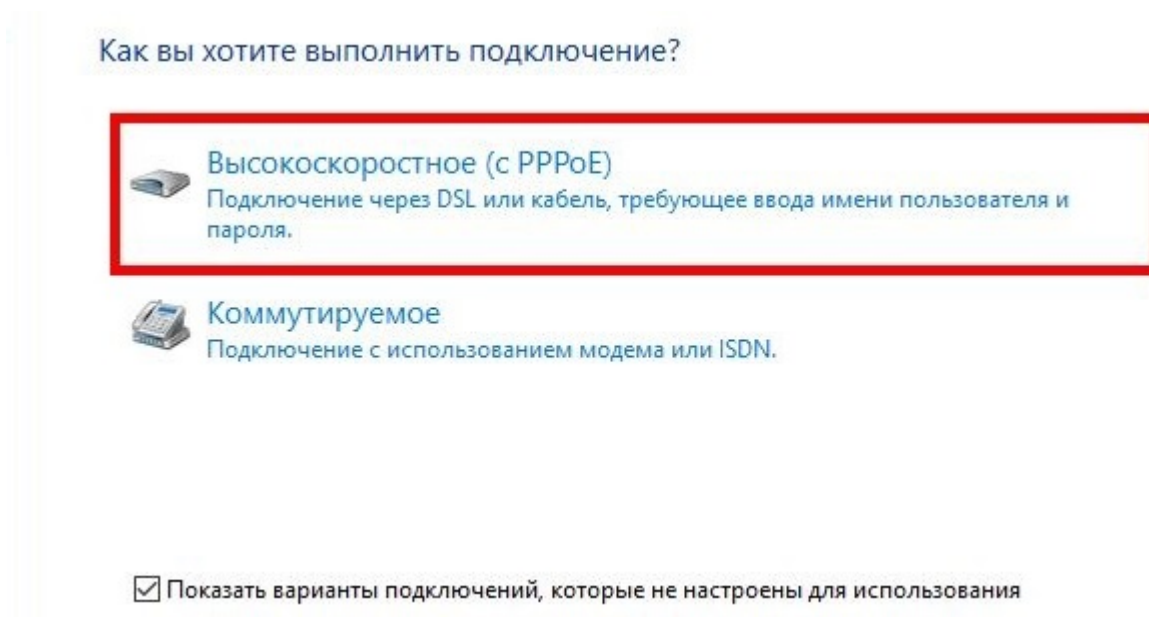 Как вы хотите выполнить подключение?
Высокоскоростное (с PPPoE)
Подключение через DSL или кабель, требующее ввода имени пользователя и
пароля.
Коммутируемое
Подключение с использованием модема или ISDN.
Показать варианты подключений, которые не настроены для использования